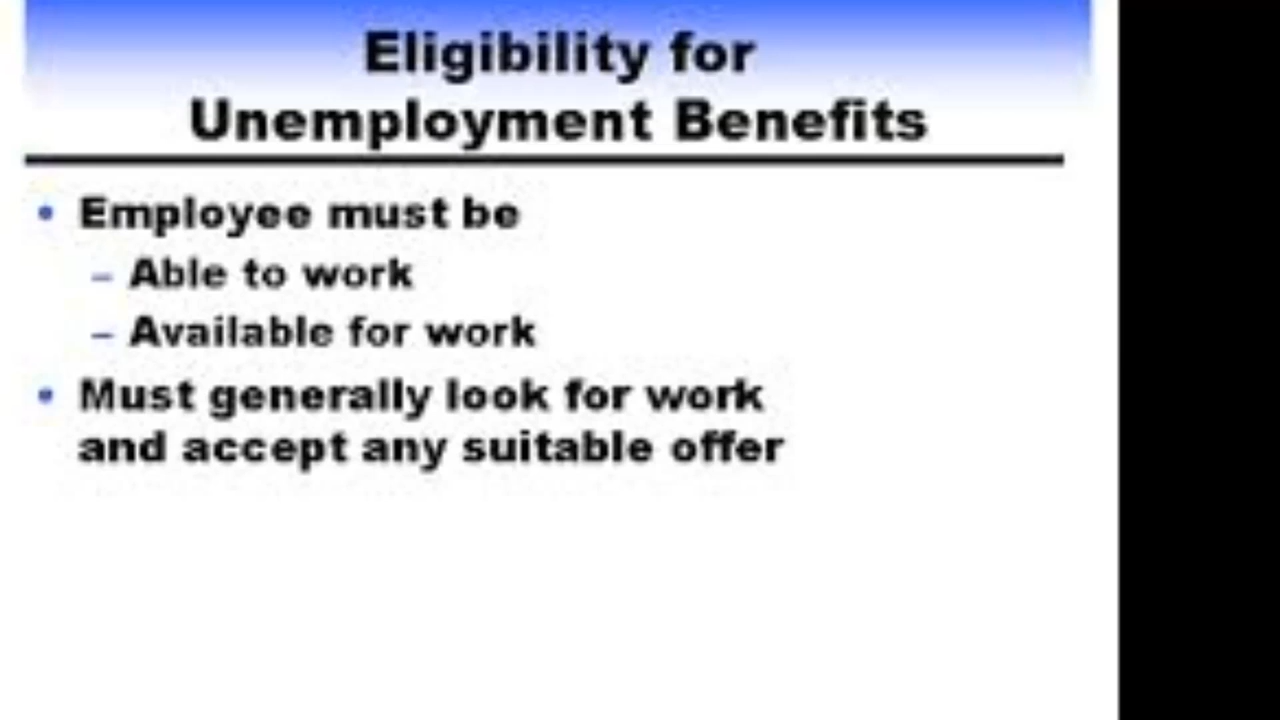 Eligibility for
Unemployment Benefits
• Employee must be
– Able to work
– Available for work
• Must generally look for work
and accept any suitable offer